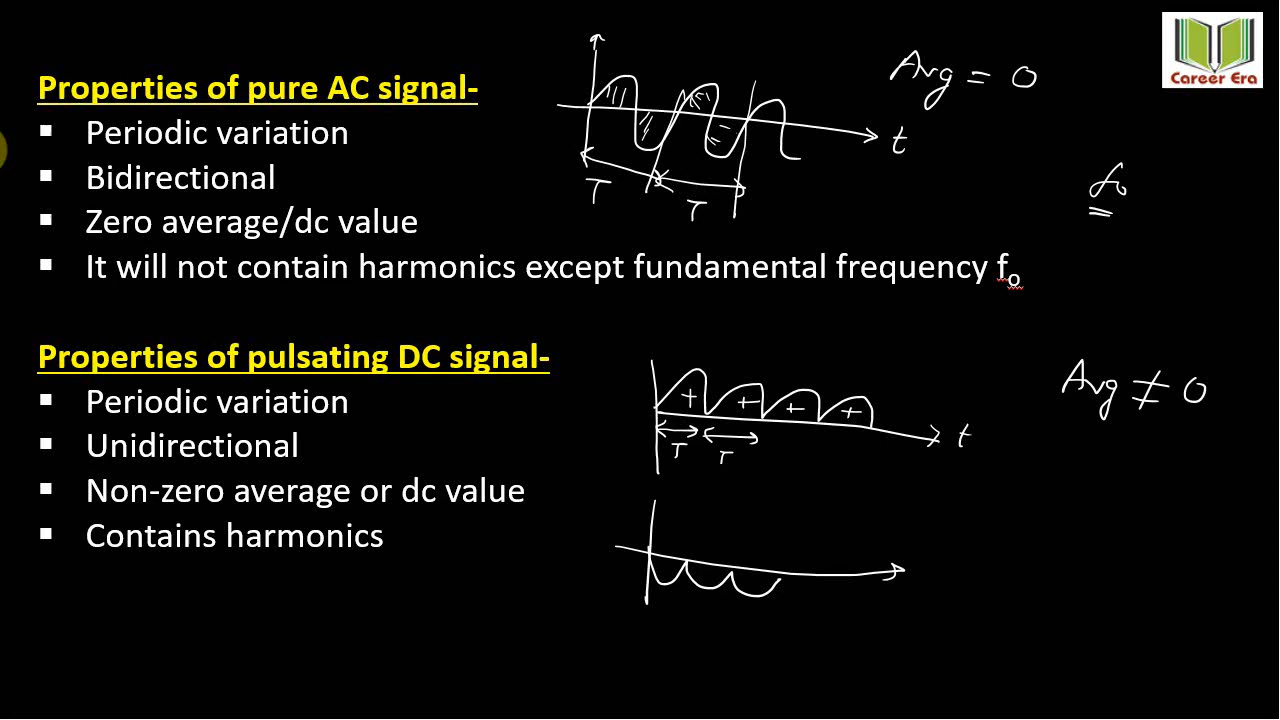 Career Era
Properties of pure AC signal-
▪ Periodic variation
▪ Bidirectional
▪ Zero average/dc value
▪ It will not contain harmonics except fundamental frequency fo
Avg = 0
t
T
T
fo
Properties of pulsating DC signal-
▪ Periodic variation
▪ Unidirectional
▪ Non-zero average or dc value
▪ Contains harmonics
+ + + +
T T
t
Avg ≠ 0